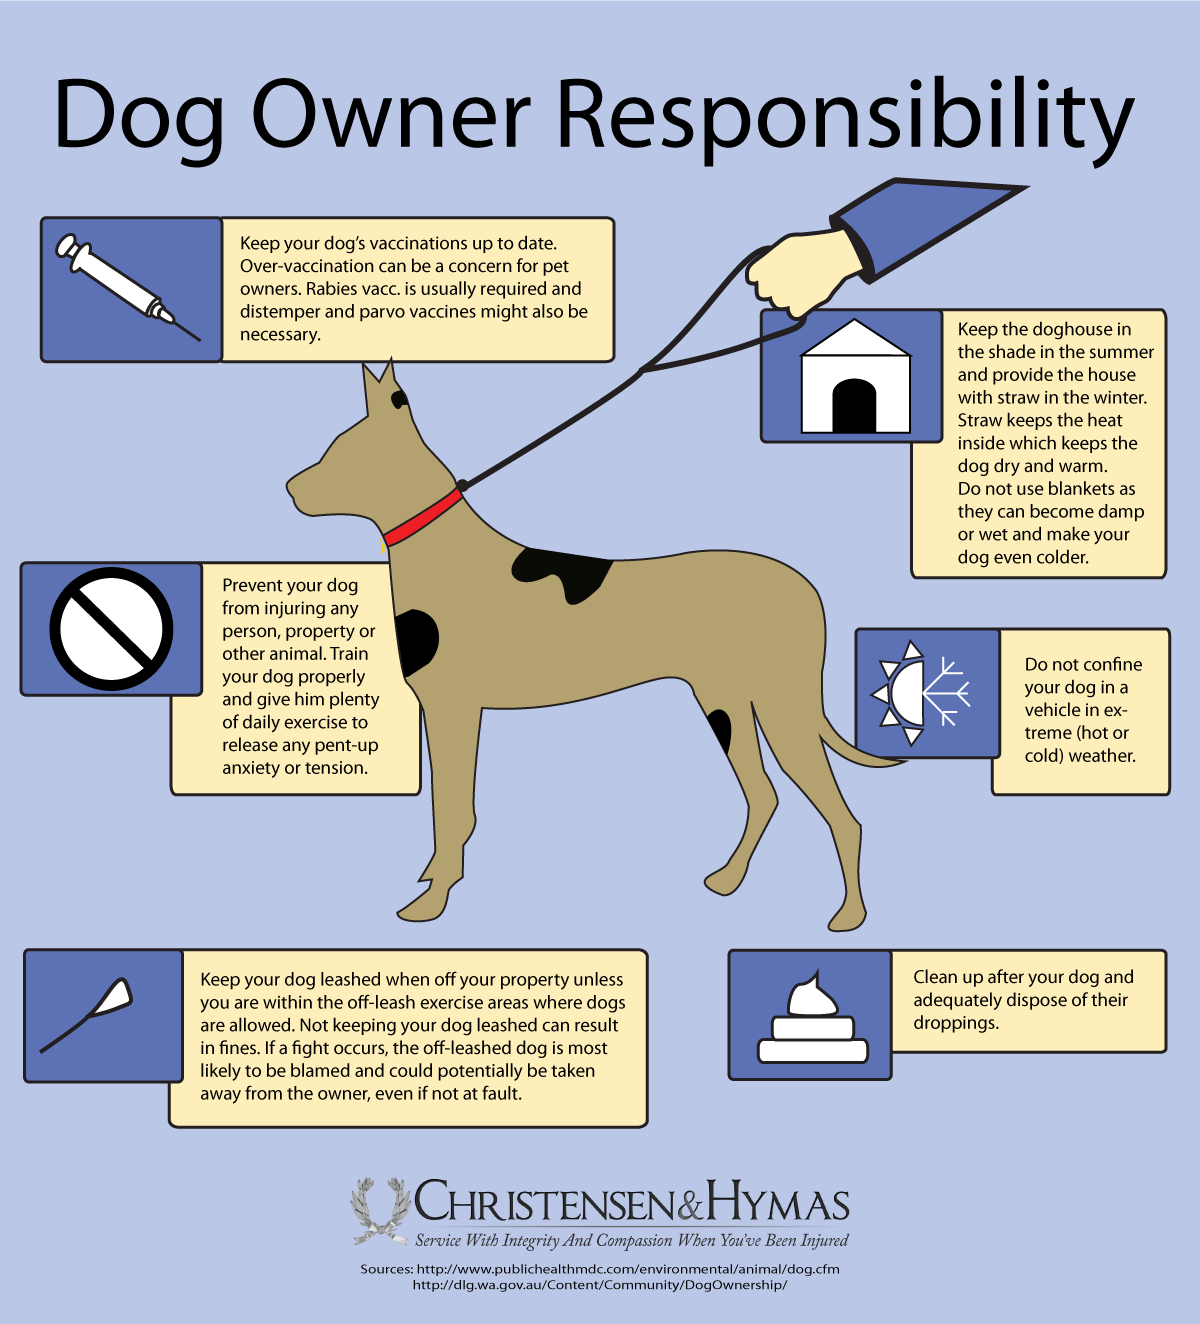 Dog Owner Responsibility
Keep your dog's vaccinations up to date.
Over-vaccination can be a concern for pet
owners. Rabies vacc. is usually required and
distemper and parvo vaccines might also be
necessary.
Keep the doghouse in
the shade in the summer
and provide the house
with straw in the winter.
Straw keeps the heat
inside which keeps the
dog dry and warm.
Do not use blankets as
they can become damp
or wet and make your
dog even colder.
Prevent your dog
from injuring any
person, property or
other animal. Train
your dog properly
and give him plenty
of daily exercise to
release any pent-up
anxiety or tension.
Do not confine
your dog in a
vehicle in ex-
treme (hot or
cold) weather.
Keep your dog leashed when off your property unless
you are within the off-leash exercise areas where dogs
are allowed. Not keeping your dog leashed can result
in fines. If a fight occurs, the off-leashed dog is most
likely to be blamed and could potentially be taken
away from the owner, even if not at fault.
Clean up after your dog and
adequately dispose of their
droppings.
CHRISTENSEN & HYMAS
Service With Integrity And Compassion When You've Been Injured
Sources: http://www.publichealthmdc.com/environmental/animal/dog.cfm
http://dlg.wa.gov.au/Content/Community/DogOwnership/